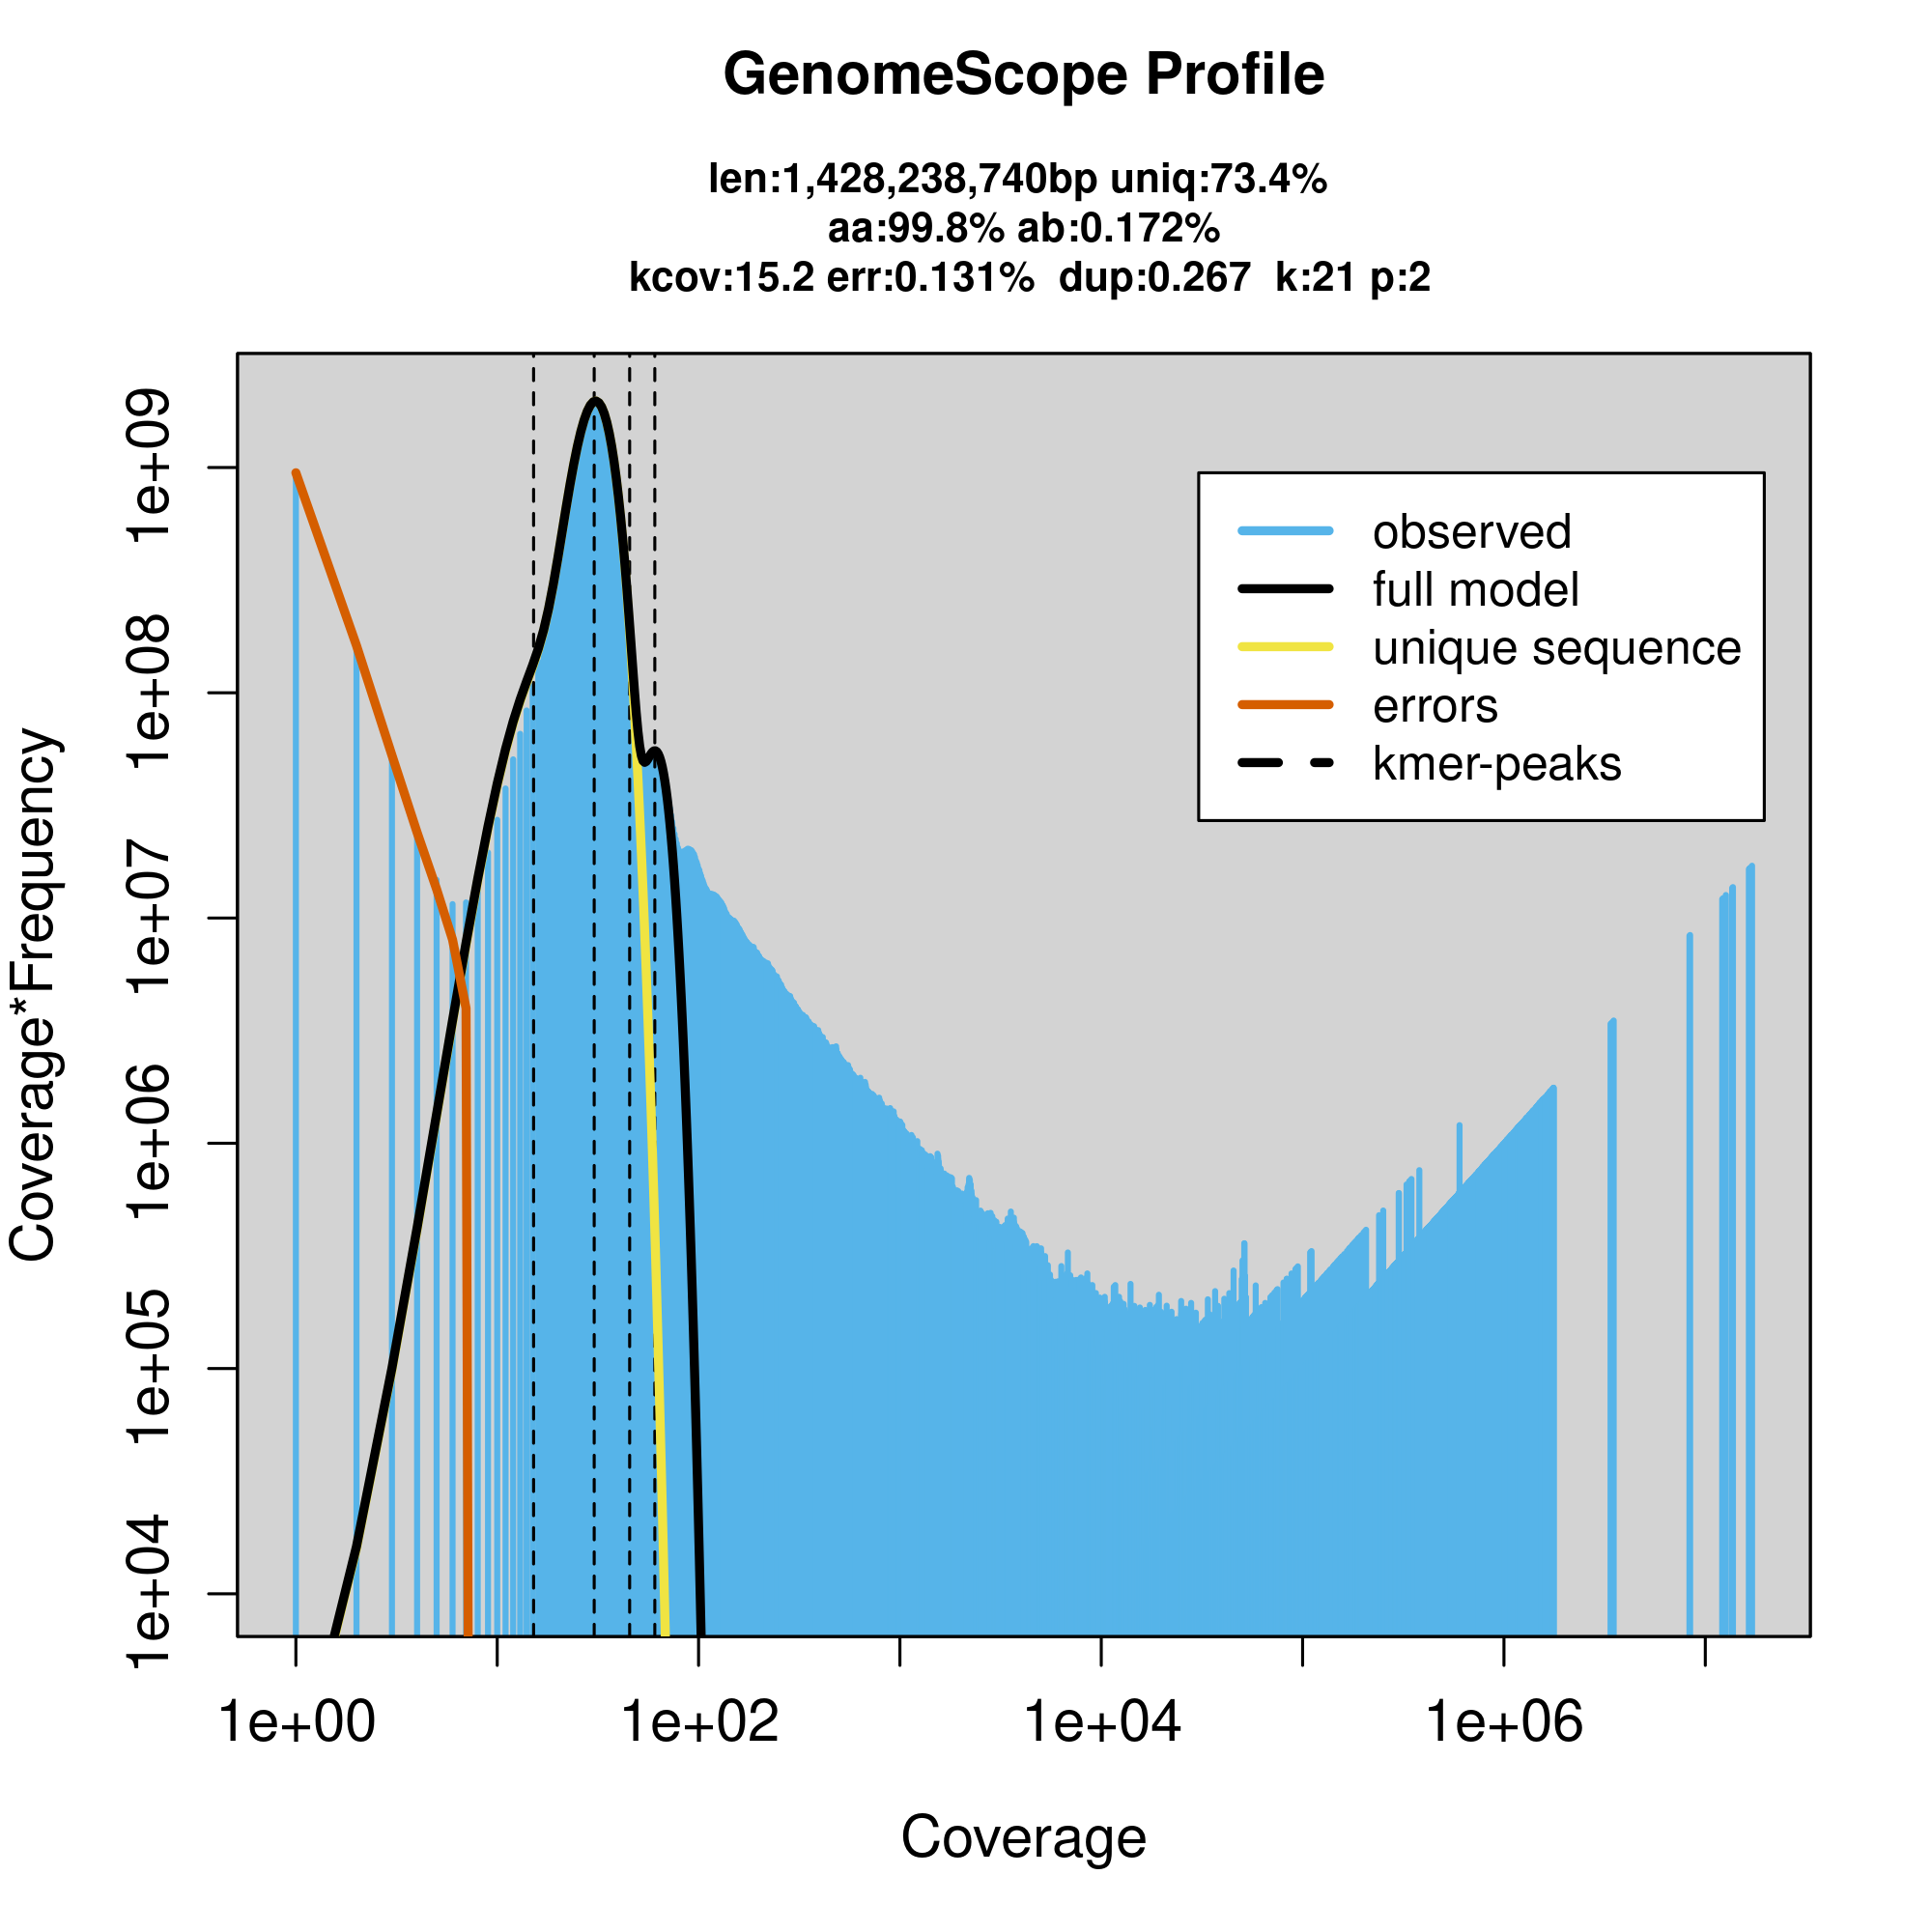 GenomeScope Profile
len:1,428,238,740bp uniq:73.4%
aa:99.8% ab:0.172%
kcov:15.2 err:0.131% dup:0.267 k:21 p:2
observed
full model
unique sequence
errors
kmer-peaks
Coverage*Frequency
1e+09
1e+08
1e+07
1e+06
1e+05
1e+04
1e+00
1e+02
1e+04
1e+06
Coverage